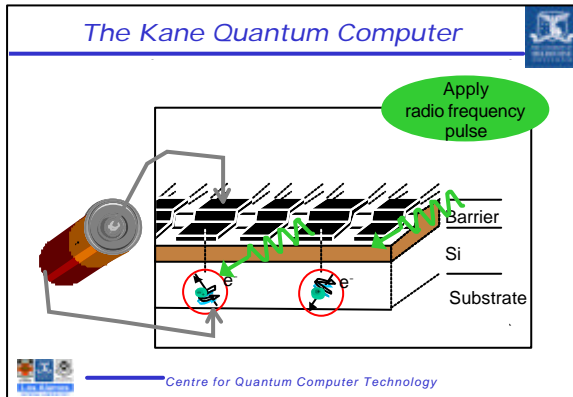 The Kane Quantum Computer
Apply
radio frequency
pulse
Barrier
Si
e-
e-
Substrate
Centre for Quantum Computer Technology